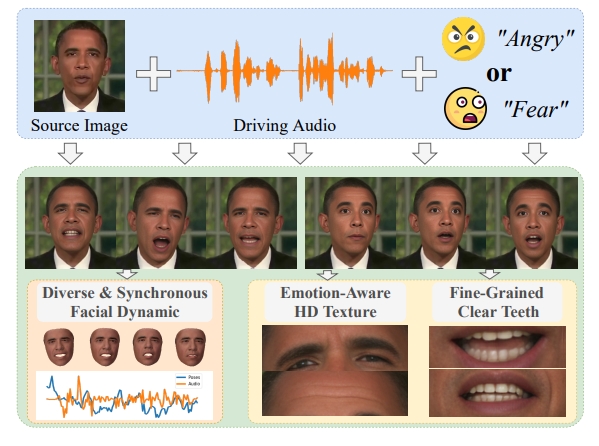 "Angry"
or
"Fear"
Source Image
Driving Audio
Diverse & Synchronous
Facial Dynamic
Emotion-Aware
HD Texture
Fine-Grained
Clear Teeth
Poses
Audio